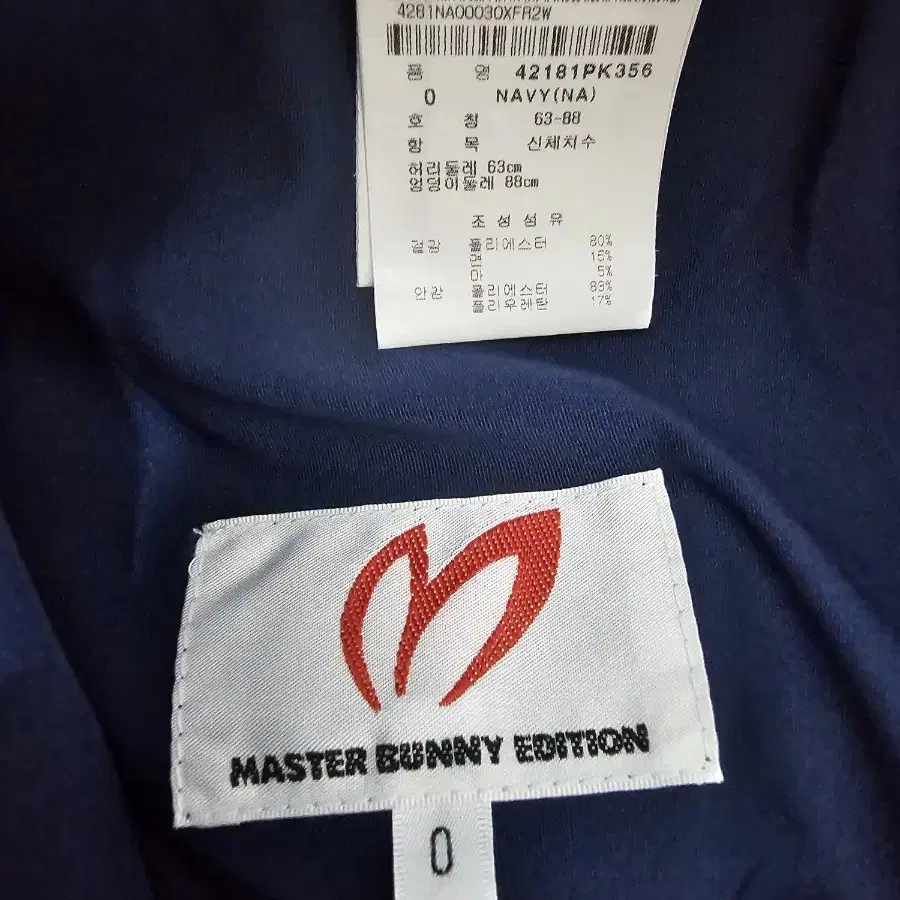 4281NA00030XFR2W
품 명 42181PK356
0 NAVY(NA)
호 칭 63-88
항 목 신체치수
허리둘레 63cm
엉덩이둘레 88cm
조성섬유
겉감 폴리에스터 80%
면 15%
마 5%
안감 폴리에스터 83%
폴리우레탄 17%
MASTER BUNNY EDITION
0